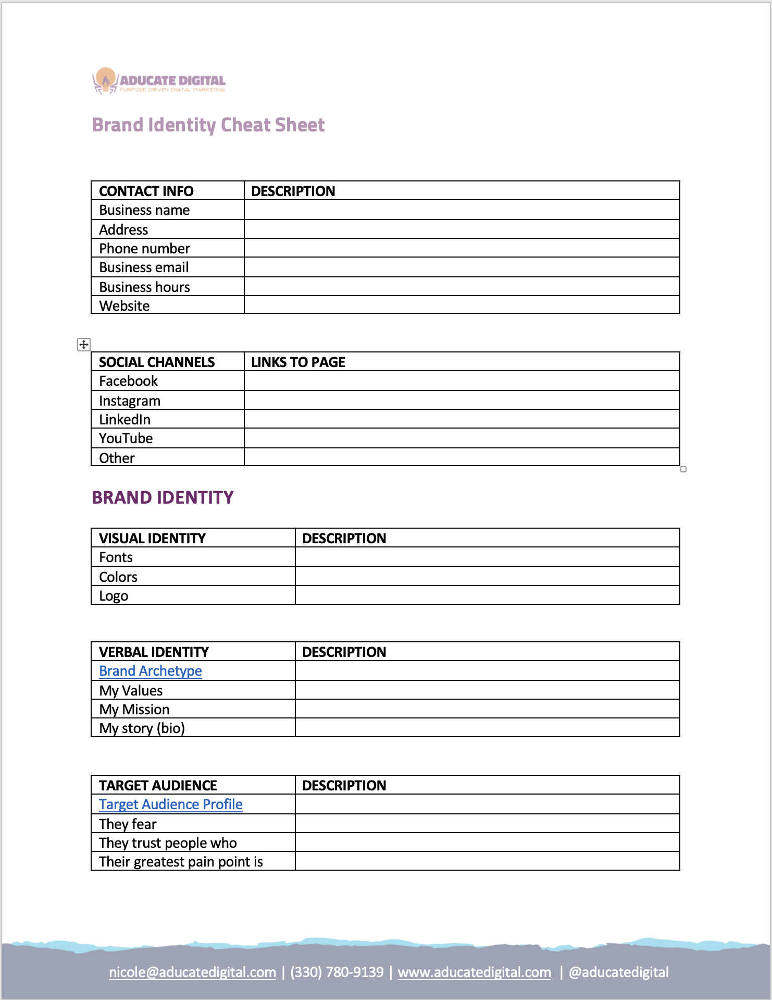 ADUCATE DIGITAL
PURPOSE DRIVEN DIGITAL MARKETING
Brand Identity Cheat Sheet
CONTACT INFO DESCRIPTION
Business name
Address
Phone number
Business email
Business hours
Website
SOCIAL CHANNELS LINKS TO PAGE
Facebook
Instagram
LinkedIn
YouTube
Other
BRAND IDENTITY
VISUAL IDENTITY DESCRIPTION
Fonts
Colors
Logo
VERBAL IDENTITY DESCRIPTION
Brand Archetype
My Values
My Mission
My story (bio)
TARGET AUDIENCE DESCRIPTION
Target Audience Profile
They fear
They trust people who
Their greatest pain point is
nicole@aducatedigital.com | (330) 780-9139 | www.aducatedigital.com | @aducatedigital